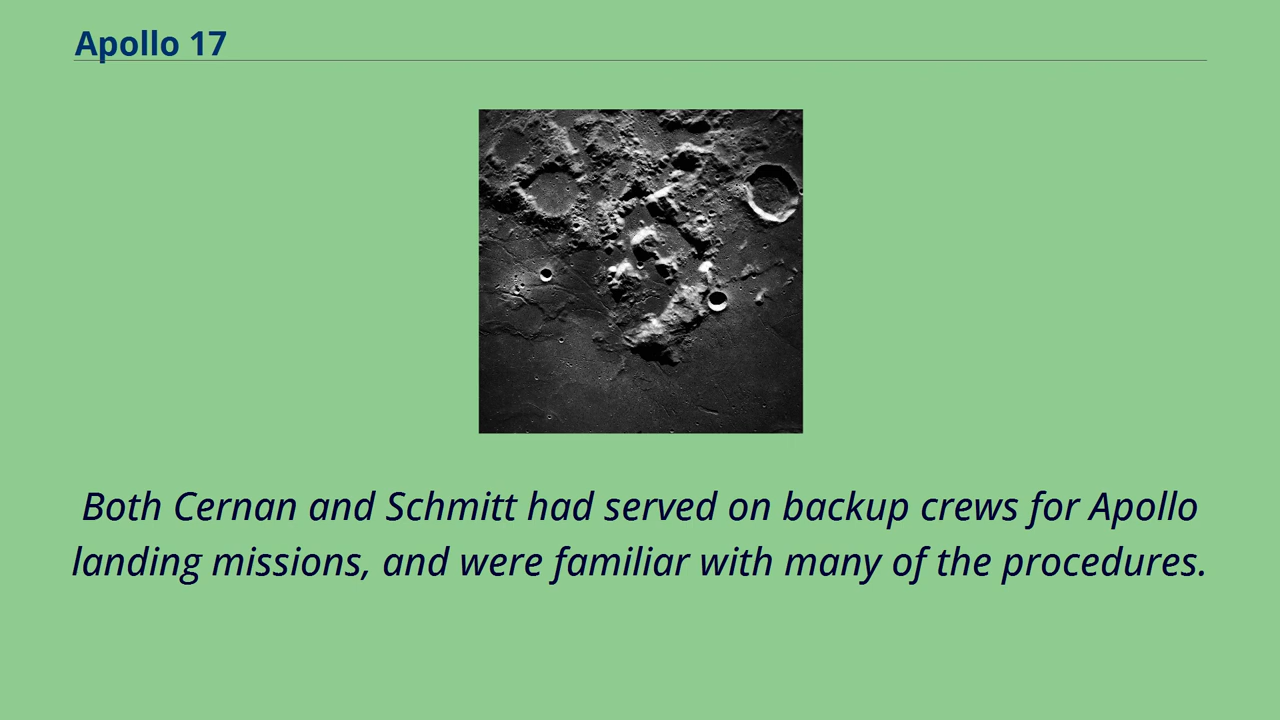 Apollo 17
Both Cernan and Schmitt had served on backup crews for Apollo
landing missions, and were familiar with many of the procedures.